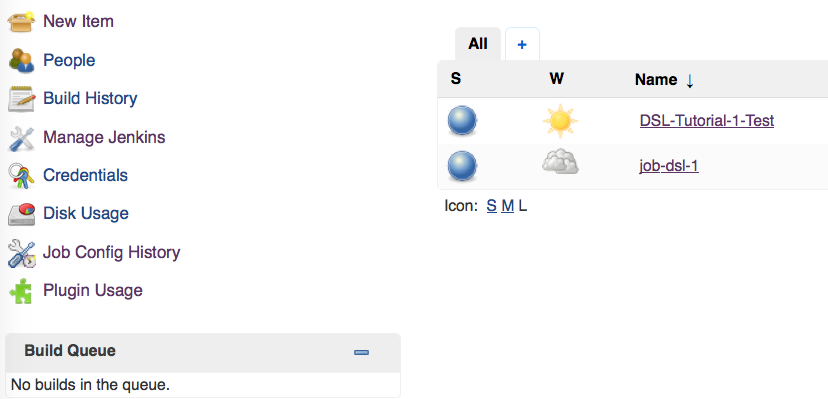 New Item
People
Build History
Manage Jenkins
Credentials
Disk Usage
Job Config History
Plugin Usage
Build Queue
No builds in the queue.
All +
S W Name ↓
DSL-Tutorial-1-Test
job-dsl-1
Icon: S M L